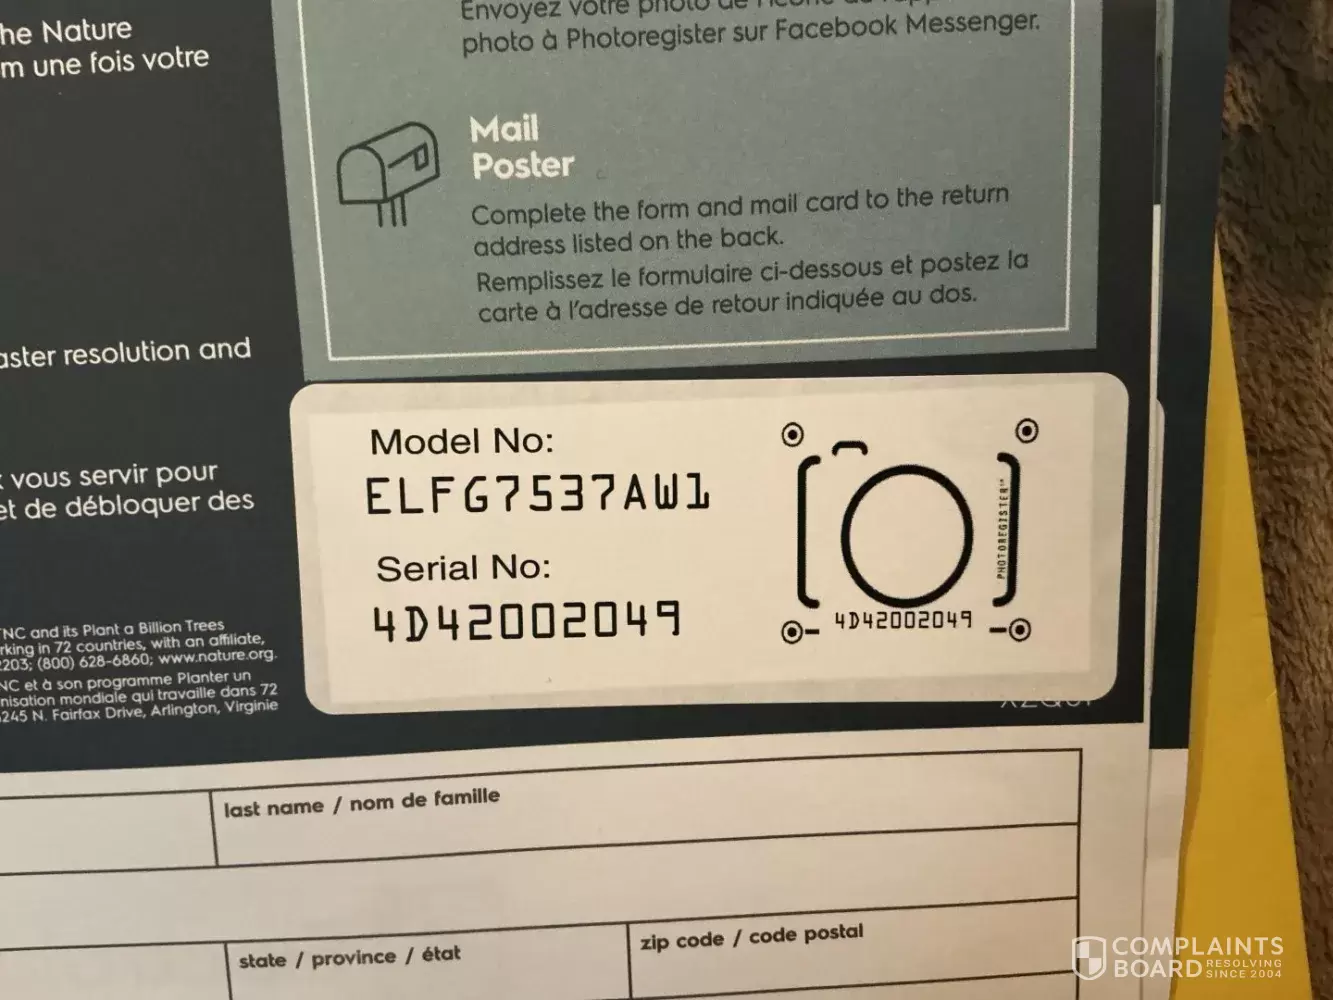 he Nature
m une fois votre
Envoyez votre photo de l'icône
photo à Photoregister sur Facebook Messenger.
Mail
Poster
Complete the form and mail card to the return
address listed on the back.
Remplissez le formulaire ci-dessous et postez la
carte à l'adresse de retour indiquée au dos.
aster resolution and
vous servir pour
et de débloquer des
Model No:
ELFG7537AW1
Serial No:
4D42002049
PHOTOREGISTER™
4D42002049
TNC and its Plant a Billion Trees
rking in 72 countries, with an affiliate,
203; (800) 628-6860; www.nature.org.
NC et à son programme Planter un
nisation mondiale qui travaille dans 72
245 N. Fairfax Drive, Arlington, Virginie
last name / nom de famille
state / province / état
zip code / code postal
COMPLAINTS
BOARD RESOLVING
SINCE 2004